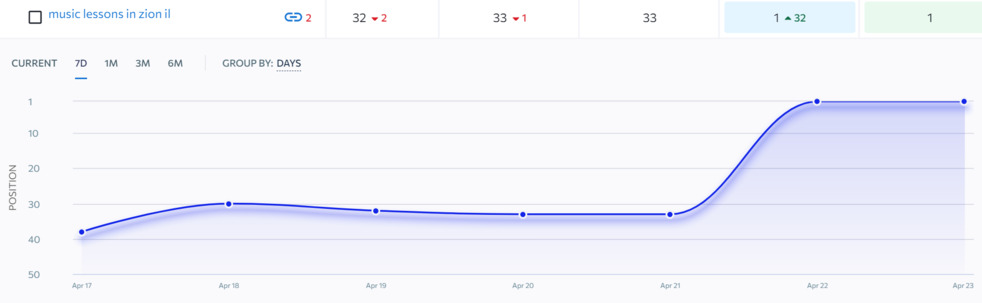 music lessons in zion il 2 32 2 33 1 33 1 32 1
CURRENT 7D 1M 3M 6M GROUP BY: DAYS
1
10
20
30
40
50
POSITION
Apr 17 Apr 18 Apr 19 Apr 20 Apr 21 Apr 22 Apr 23